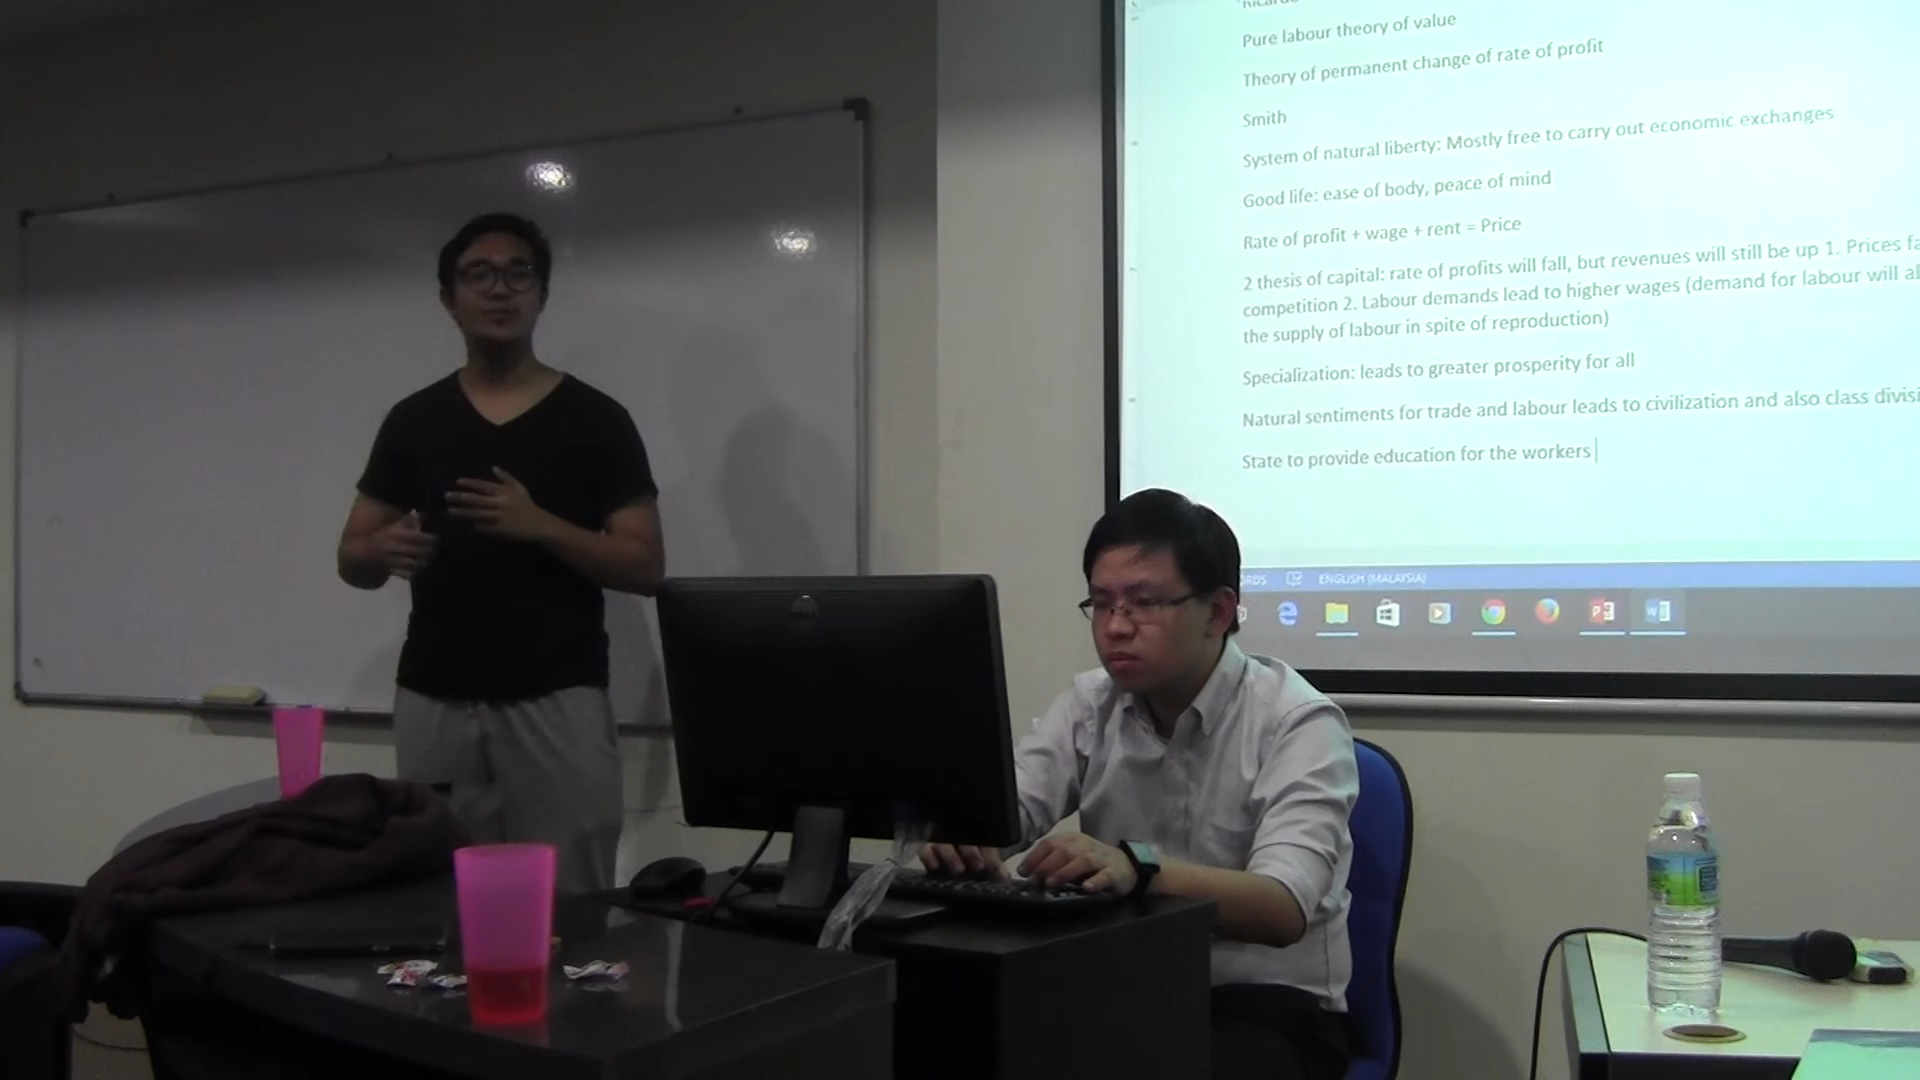 Ricardo
Pure labour theory of value
Theory of permanent change of rate of profit
Smith
System of natural liberty: Mostly free to carry out economic exchanges
Good life: ease of body, peace of mind
Rate of profit + wage + rent = Price
2 thesis of capital: rate of profits will fall, but revenues will still be up 1. Prices
competition 2. Labour demands lead to higher wages (demand for labour will
the supply of labour in spite of reproduction)
Specialization: leads to greater prosperity for all
Natural sentiments for trade and labour leads to civilization and also class
State to provide education for the workers
ENGLISH (MALAYSIA)